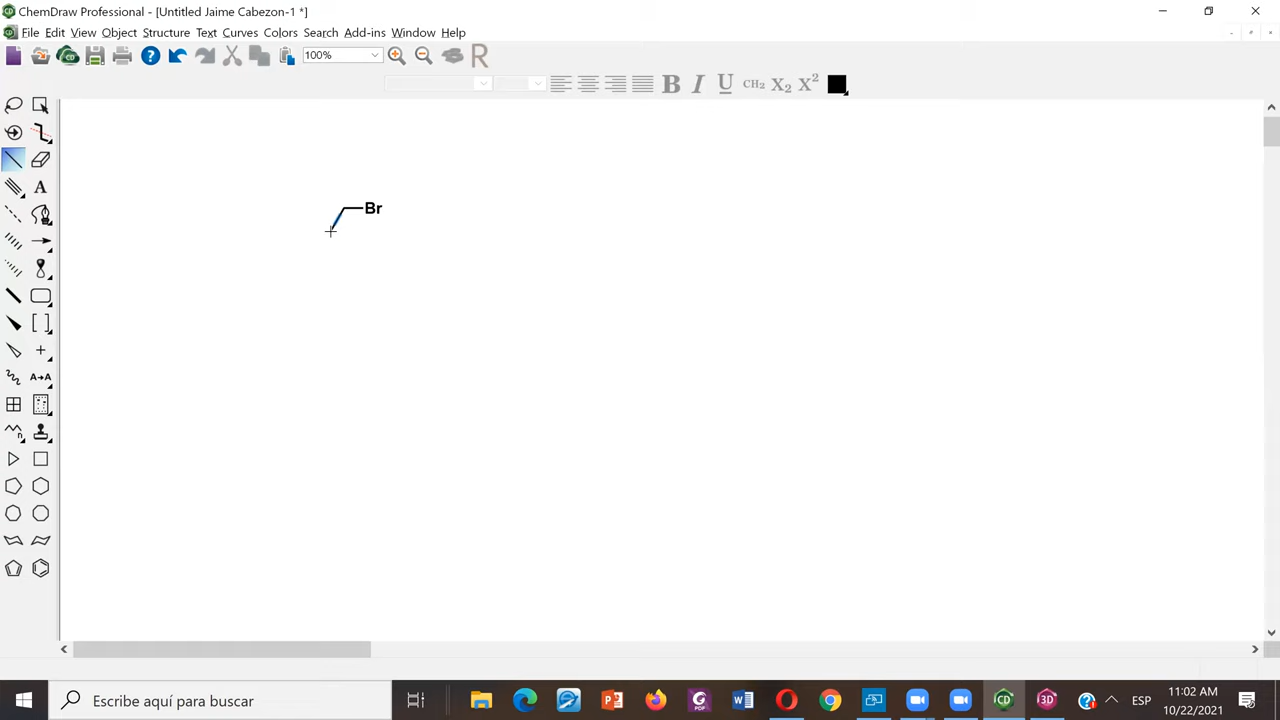 ChemDraw Professional - [Untitled Jaime Cabezon-1 *]
File Edit View Object Structure Text Curves Colors Search Add-ins Window Help
100%
R
B I U CH2 X2 X2
A
A→A
n
Br
Escribe aquí para buscar
ESP
11:02 AM
10/22/2021